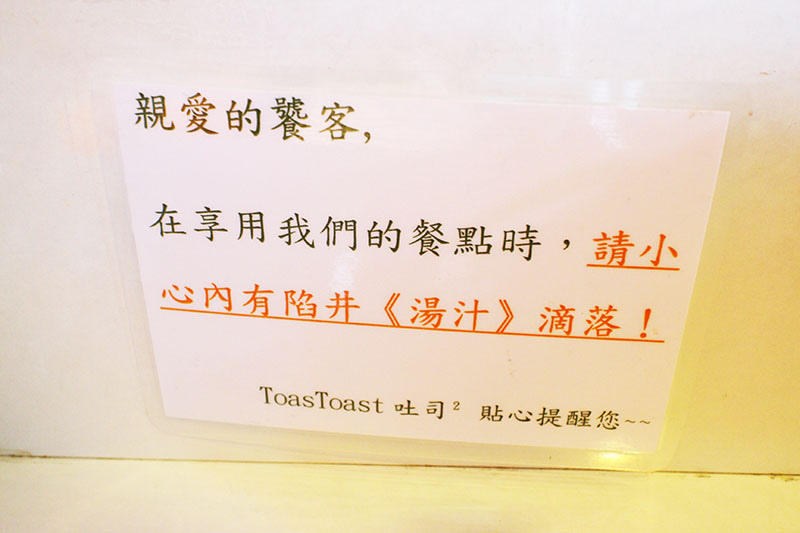 親愛的饕客,
在享用我們的餐點時，請小
心內有陷井《湯汁》滴落！
ToasToast 吐司² 貼心提醒您~~